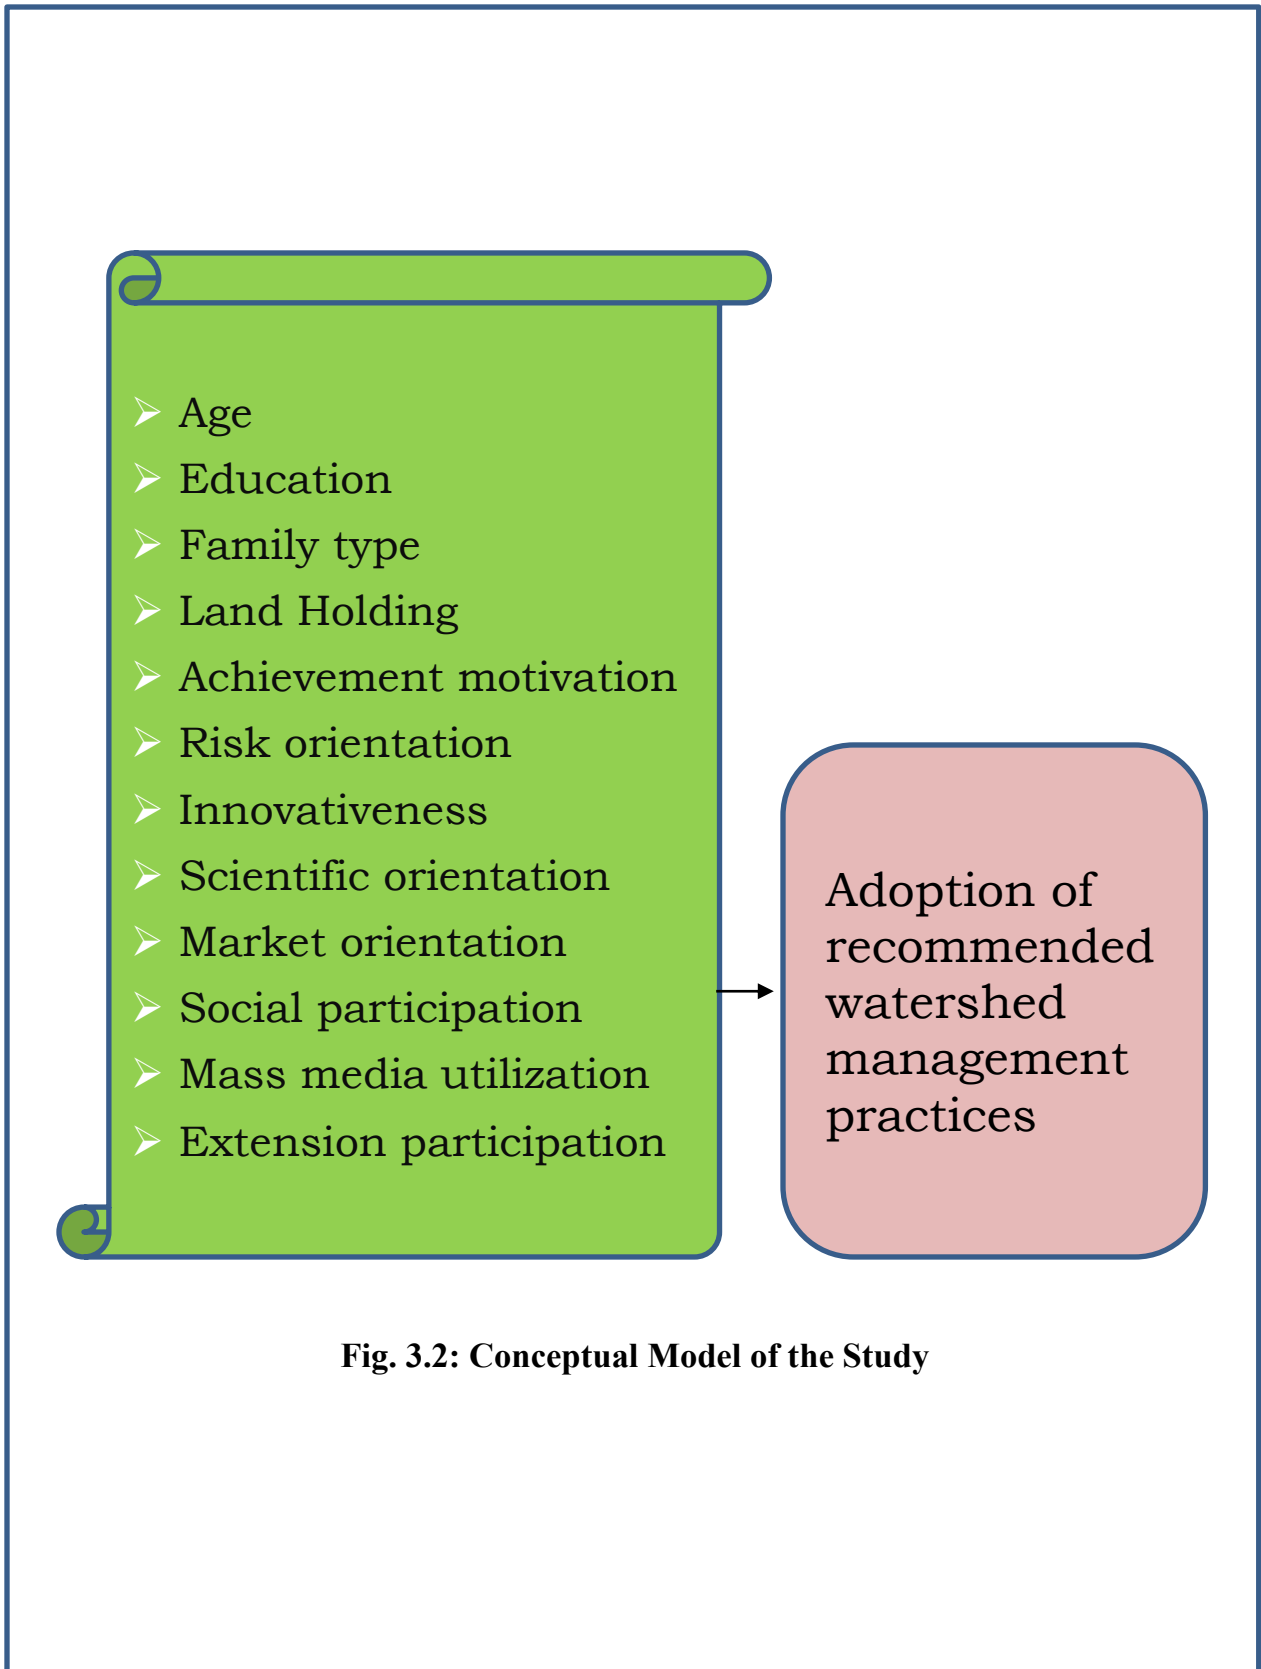 Age
Education
Family type
Land Holding
Achievement motivation
Risk orientation
Innovativeness
Scientific orientation
Market orientation
Social participation
Mass media utilization
Extension participation
Adoption of
recommended
watershed
management
practices
Fig. 3.2: Conceptual Model of the Study